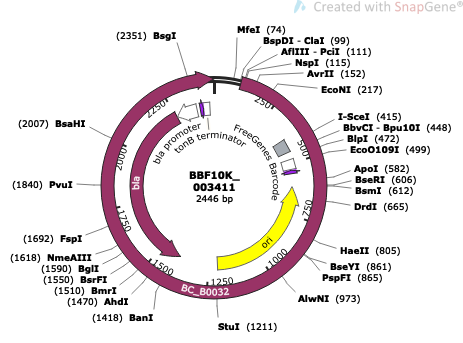 Created with SnapGene®
(2351) BsgI
MfeI (74)
BspDI - ClaI (99)
AflIII - PciI (111)
NspI (115)
AvrII (152)
EcoNI (217)
(2007) BsaHI
I-SceI (415)
BbvCI - Bpu10I (448)
BlpI (472)
EcoO109I (499)
(1840) PvuI
ApoI (582)
BseRI (606)
BsmI (612)
DrdI (665)
(1692) FspI
(1618) NmeAIII
(1590) BglI
(1550) BsrFI
(1510) BmrI
(1470) AhdI
(1418) BanI
HaeII (805)
BseYI (861)
PspFI (865)
AlwNI (973)
StuI (1211)
BBF10K_
003411
2446 bp
bla promoter
tonB terminator
FreeGenes Barcode
bla
ori
BC_B0032
250
500
750
1000
1250
1500
1750
2000
2250